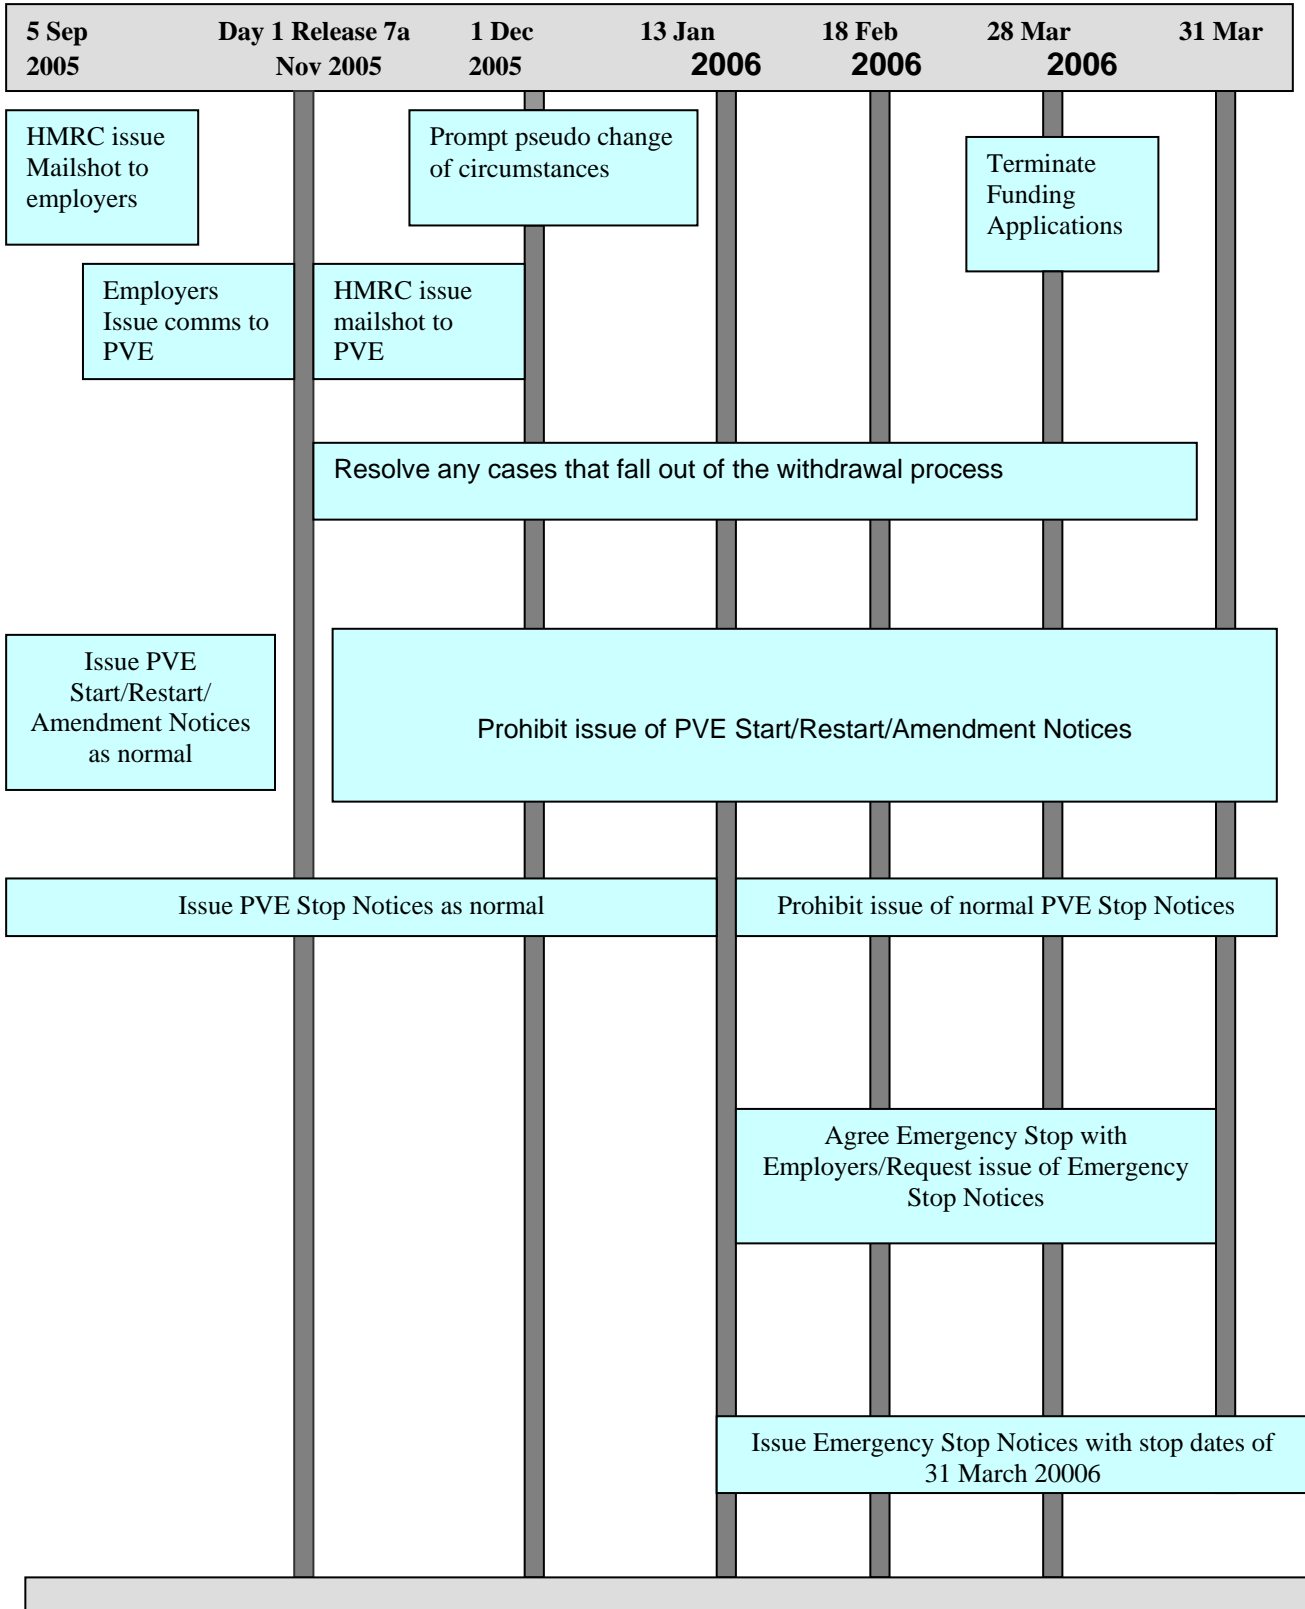 5 Sep Day 1 Release 7a 1 Dec 13 Jan 18 Feb 28 Mar 31 Mar
2005 Nov 2005 2005 2006 2006 2006
HMRC issue
Mailshot to
employers
Prompt pseudo change
of circumstances
Terminate
Funding
Applications
Employers
Issue comms to
PVE
HMRC issue
mailshot to
PVE
Resolve any cases that fall out of the withdrawal process
Issue PVE
Start/Restart/
Amendment Notices
as normal
Prohibit issue of PVE Start/Restart/Amendment Notices
Issue PVE Stop Notices as normal
Prohibit issue of normal PVE Stop Notices
Agree Emergency Stop with
Employers/Request issue of Emergency
Stop Notices
Issue Emergency Stop Notices with stop dates of
31 March 20006